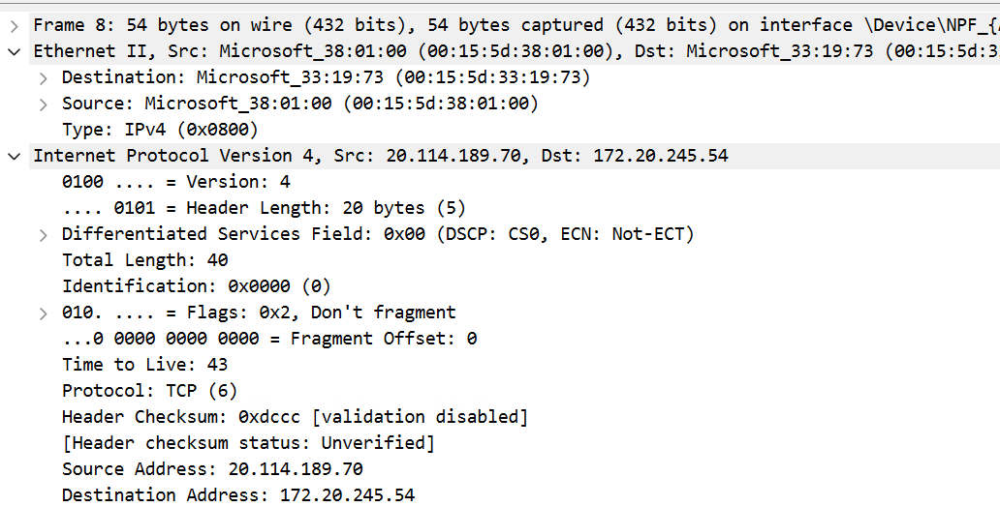 Frame 8: 54 bytes on wire (432 bits), 54 bytes captured (432 bits) on interface \Device\NPF_{
Ethernet II, Src: Microsoft_38:01:00 (00:15:5d:38:01:00), Dst: Microsoft_33:19:73 (00:15:5d:3
Destination: Microsoft_33:19:73 (00:15:5d:33:19:73)
Source: Microsoft_38:01:00 (00:15:5d:38:01:00)
Type: IPv4 (0x0800)
Internet Protocol Version 4, Src: 20.114.189.70, Dst: 172.20.245.54
0100 .... = Version: 4
.... 0101 = Header Length: 20 bytes (5)
Differentiated Services Field: 0x00 (DSCP: CS0, ECN: Not-ECT)
Total Length: 40
Identification: 0x0000 (0)
010. .... = Flags: 0x2, Don't fragment
...0 0000 0000 0000 = Fragment Offset: 0
Time to Live: 43
Protocol: TCP (6)
Header Checksum: 0xdccc [validation disabled]
[Header checksum status: Unverified]
Source Address: 20.114.189.70
Destination Address: 172.20.245.54